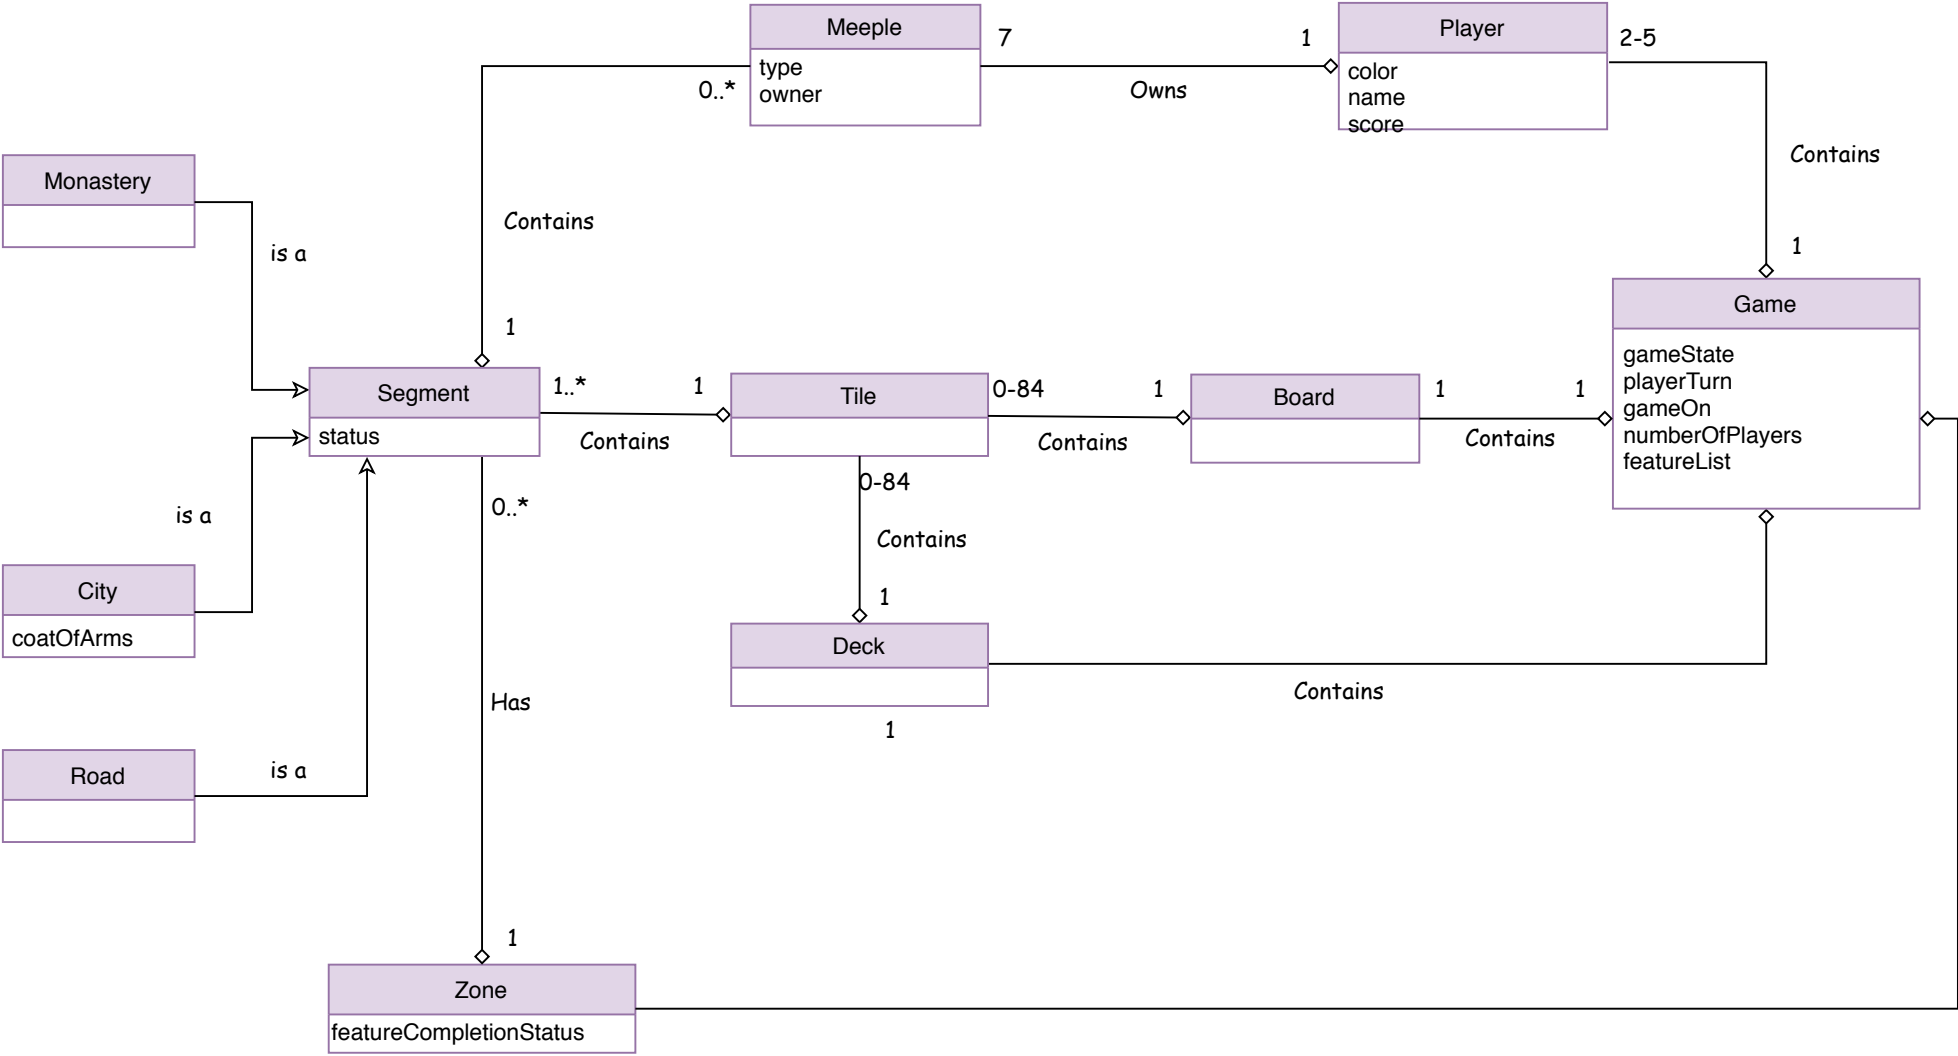 Meeple
type
owner
7
1
Owns
0..*
Player
color
name
score
2-5
Contains
1
Monastery
is a
Contains
1
Game
gameState
playerTurn
gameOn
numberOfPlayers
featureList
Segment
status
1..*
1
Contains
Tile
0-84
1
Contains
Board
1
1
Contains
0-84
Contains
1
is a
0..*
City
coatOfArms
Deck
1
Contains
Has
Road
is a
1
Zone
featureCompletionStatus